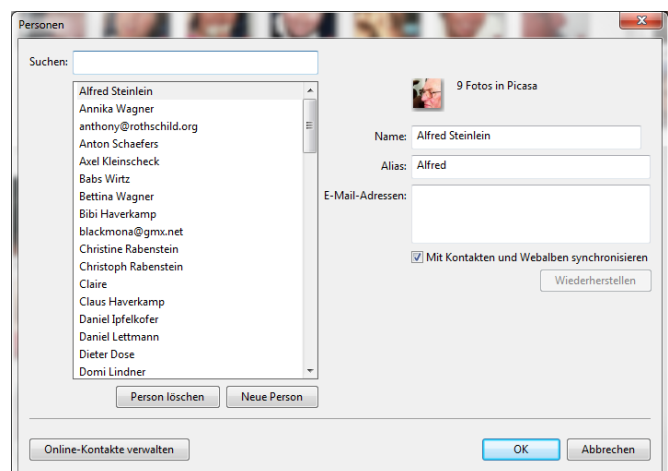 Personen
Suchen:
Alfred Steinlein
Annika Wagner
anthony@rothschild.org
Anton Schaefers
Axel Kleinscheck
Babs Wirtz
Bettina Wagner
Bibi Haverkamp
blackmona@gmx.net
Christine Rabenstein
Christoph Rabenstein
Claire
Claus Haverkamp
Daniel Ipfelkofer
Daniel Lettmann
Dieter Dose
Domi Lindner
Person löschen
Neue Person
9 Fotos in Picasa
Name: Alfred Steinlein
Alias: Alfred
E-Mail-Adressen:
Mit Kontakten und Webalben synchronisieren
Wiederherstellen
Online-Kontakte verwalten
OK
Abbrechen